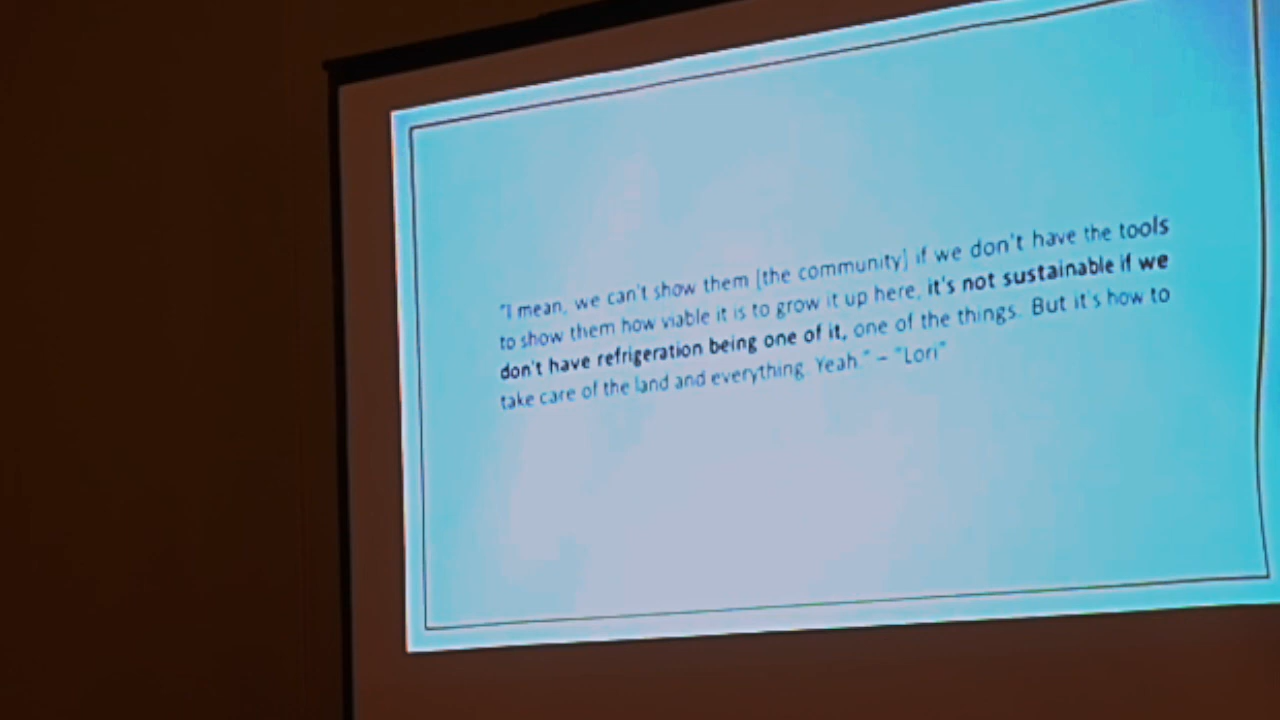 "I mean, we can't show them [the community] if we don't have the tools
to show them how viable it is to grow it up here, it's not sustainable if we
don't have refrigeration being one of it, one of the things. But it's how to
take care of the land and everything. Yeah." – "Lori"